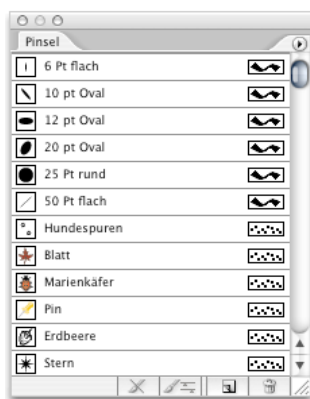 Pinsel
6 Pt flach
10 pt Oval
12 pt Oval
20 pt Oval
25 Pt rund
50 Pt flach
Hundespuren
Blatt
Marienkäfer
Pin
Erdbeere
Stern